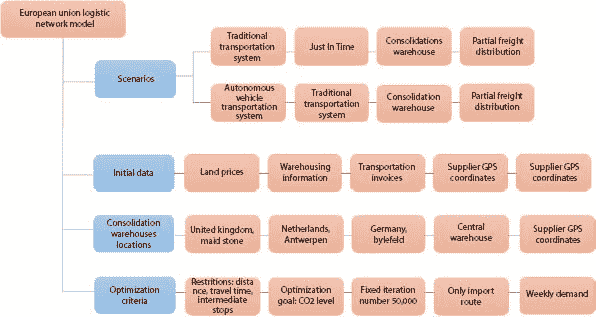 European union logistic
network model
Scenarios
Traditional
transportation
system
Just In Time
Consolidations
warehouse
Partial freight
distribution
Autonomous
vehicle
transportation
system
Traditional
transportation
system
Consolidation
warehouse
Partial freight
distribution
Initial data
Land prices
Warehousing
information
Transportation
invoices
Supplier GPS
coordinates
Supplier GPS
coordinates
Consolidation
warehouses
locations
United kingdom,
maid stone
Netherlands,
Antwerpen
Germany,
bylefeld
Central
warehouse
Supplier GPS
coordinates
Optimization
criteria
Restritions: dista
nce, travel time,
intermediate
stops
Optimization
goal: CO2 level
Fixed iteration
number 50,000
Only import
route
Weekly demand